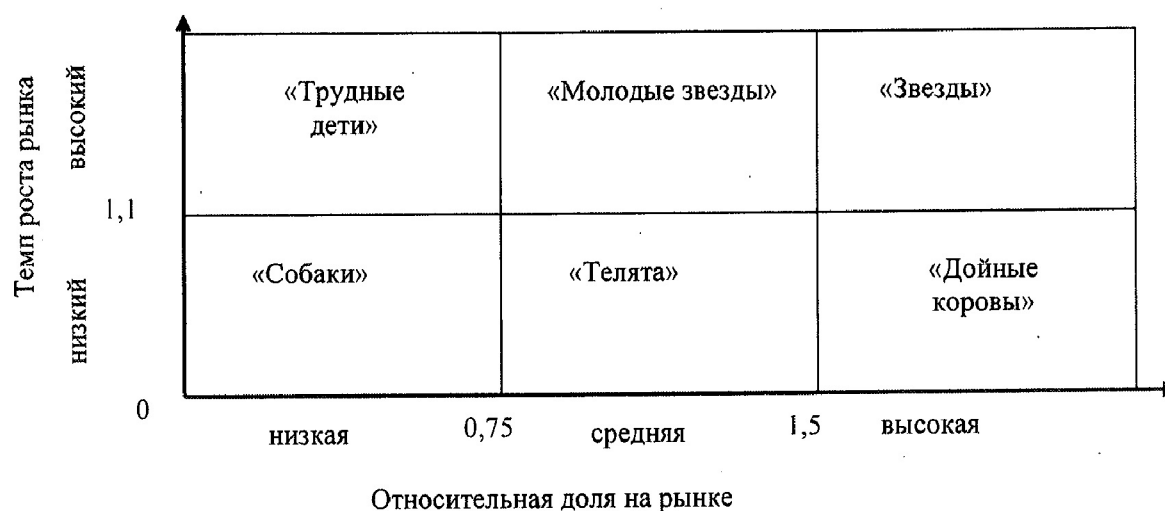 Темп роста рынка
высокий
низкий
«Трудные
дети»
«Молодые звезды»
«Звезды»
1,1
«Собаки»
«Телята»
«Дойные
коровы»
0
низкая
0,75
средняя
1,5
высокая
Относительная доля на рынке